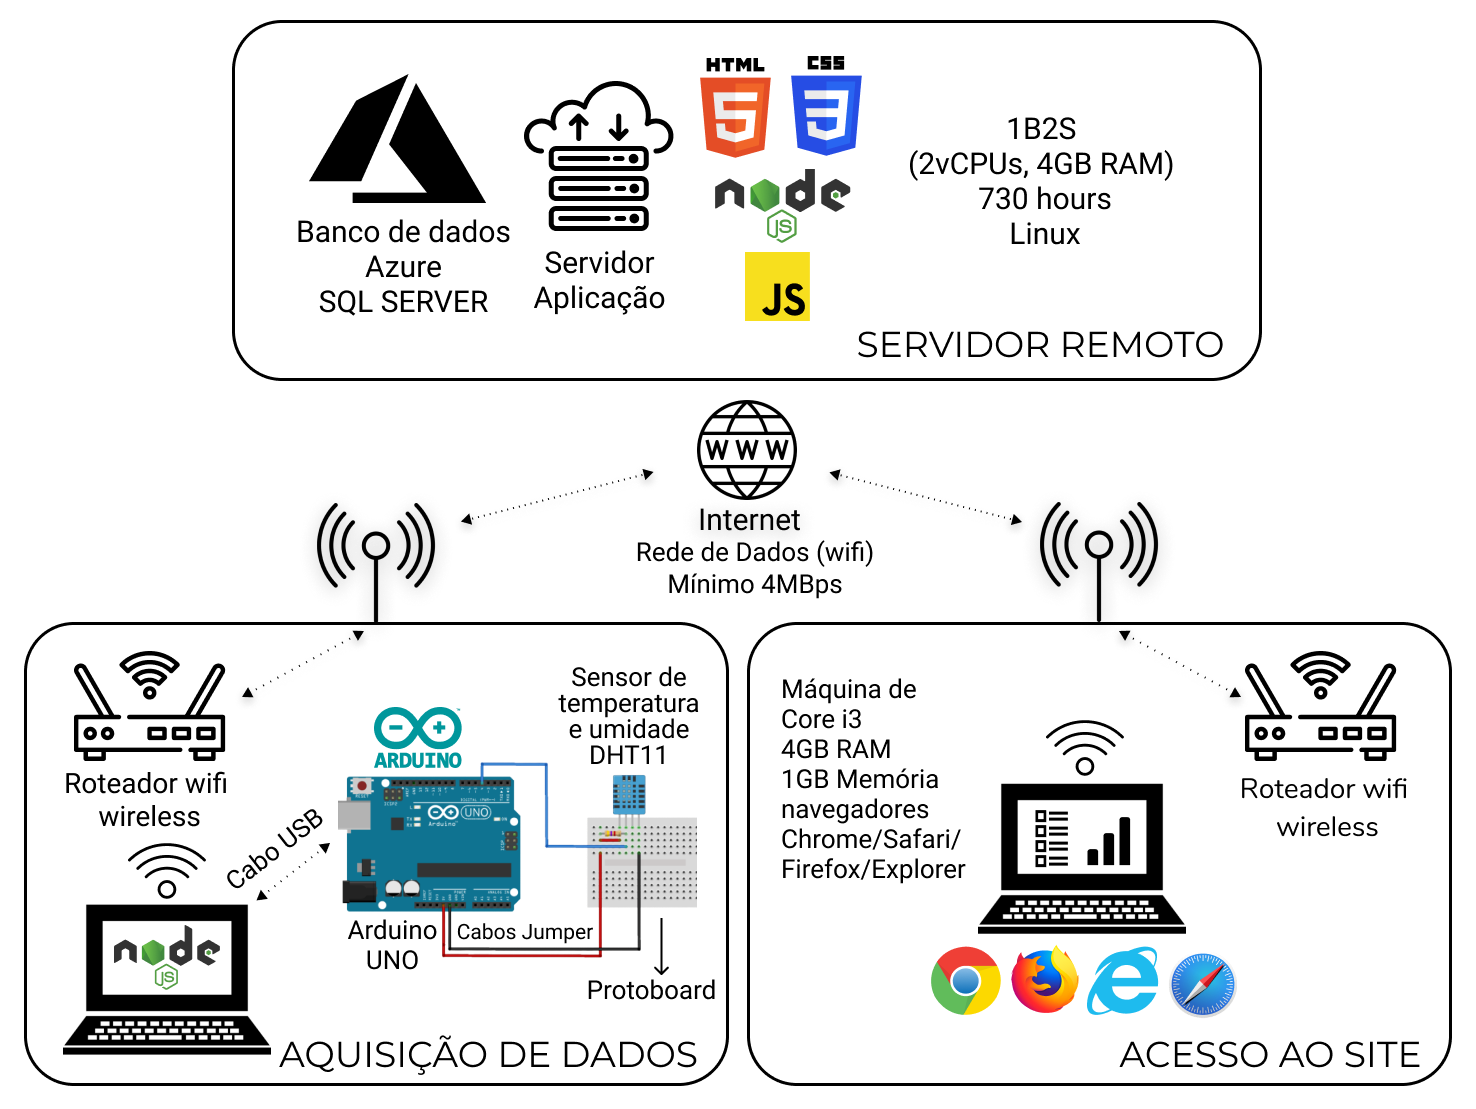 HTML
CSS
5
3
node
JS
JS
Banco de dados
Azure
SQL SERVER
Servidor
Aplicação
1B2S
(2vCPUs, 4GB RAM)
730 hours
Linux
SERVIDOR REMOTO
WWW
Internet
Rede de Dados (wifi)
Mínimo 4MBps
Roteador wifi
wireless
Cabo USB
node
JS
ARDUINO
UNO
Arduino
Arduino
UNO
Cabos Jumper
Sensor de
temperatura
e umidade
DHT11
Protoboard
AQUISIÇÃO DE DADOS
Máquina de
Core i3
4GB RAM
1GB Memória
navegadores
Chrome/Safari/
Firefox/Explorer
Roteador wifi
wireless
ACESSO AO SITE